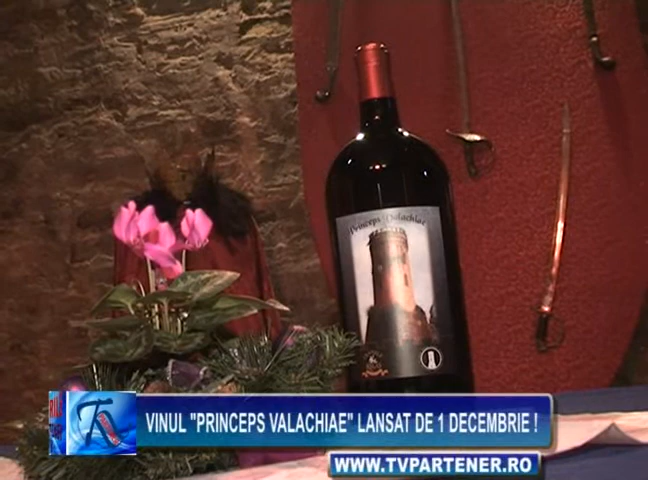 Princeps Valachiae
VINUL "PRINCEPS VALACHIAE" LANSAT DE 1 DECEMBRIE !
WWW.TVPARTENER.RO